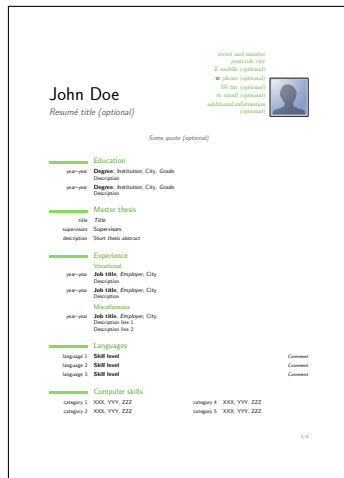 street and number
postcode city
mobile (optional)
phone (optional)
fax (optional)
email (optional)
additional information
(optional)
John Doe
Resumé title (optional)
Some quote (optional)
Education
year–year Degree, Institution, City, Grade.
Description
year–year Degree, Institution, City, Grade.
Description
Master thesis
title Title
supervisors Supervisors
description Short thesis abstract
Experience
Vocational
year–year Job title, Employer, City.
Description
year–year Job title, Employer, City.
Description
Miscellaneous
year–year Job title, Employer, City.
Description line 1
Description line 2
Languages
language 1 Skill level Comment
language 2 Skill level Comment
language 3 Skill level Comment
Computer skills
category 1 XXX, YYY, ZZZ category 4 XXX, YYY, ZZZ
category 2 XXX, YYY, ZZZ category 5 XXX, YYY, ZZZ
1/2